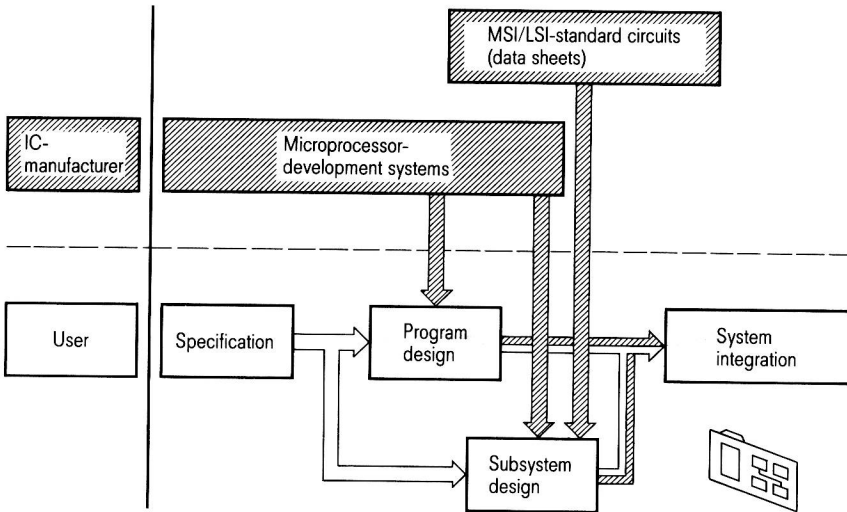 MSI/LSI-standard circuits
(data sheets)
IC-
manufacturer
Microprocessor-
development systems
User
Specification
Program
design
System
integration
Subsystem
design